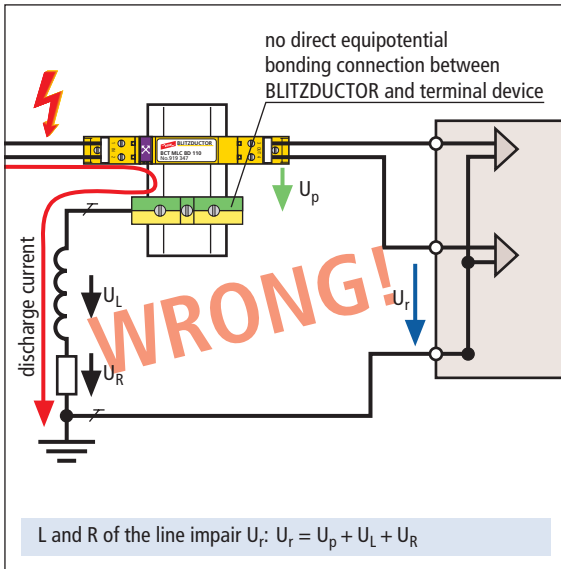 no direct equipotential
bonding connection between
BLITZDUCTOR and terminal device
BLITZDUCTOR
BCT MLC BD 110
No.919 347
Up
discharge current
UL
WRONG!
Ur
UR
L and R of the line impair Ur: Ur = Up + UL + UR